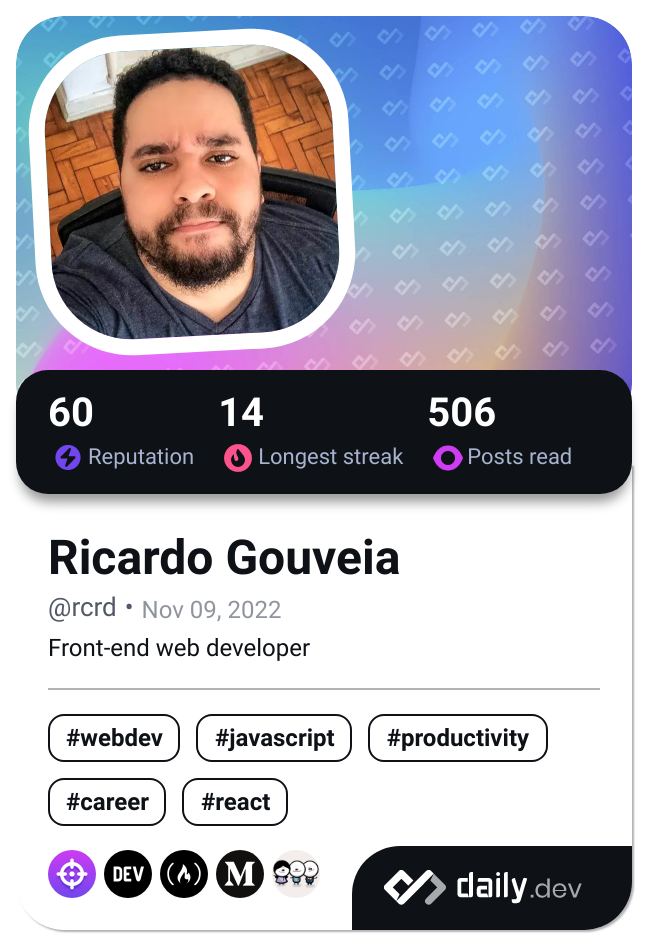 60 14 506
Reputation Longest streak Posts read
Ricardo Gouveia
@rcrd • Nov 09, 2022
Front-end web developer
#webdev #javascript #productivity
#career #react
DEV M daily.dev